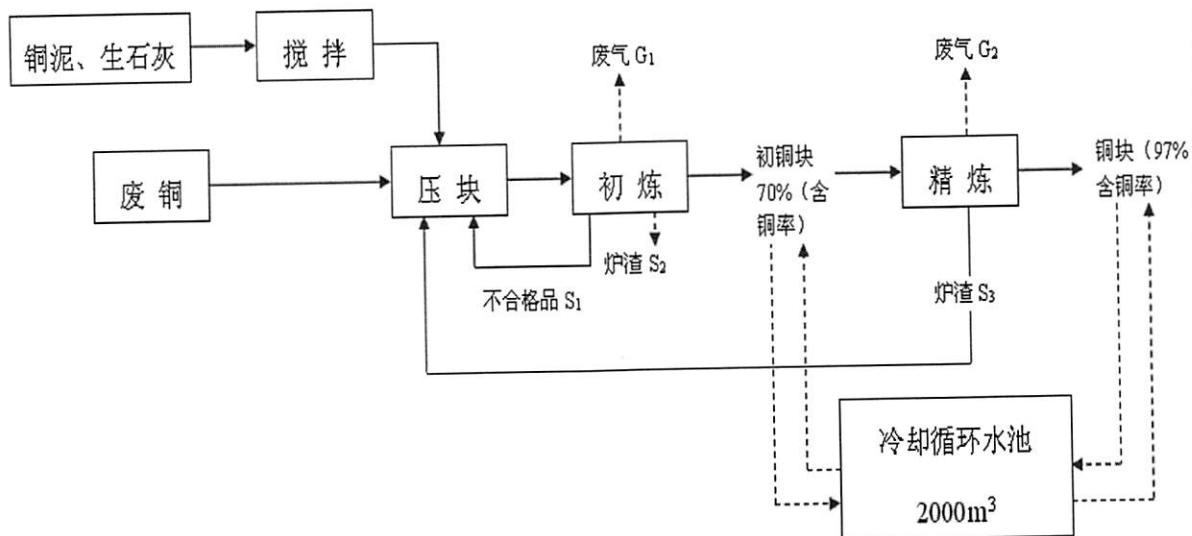 铜泥、生石灰
搅 拌
废气 G₁
废气 G₂
废 铜
压 块
初 炼
初铜块
70%（含
铜率）
精 炼
铜块（97%
含铜率）
不合格品 S₁
炉渣 S₂
炉渣 S₃
冷却循环水池
2000m³